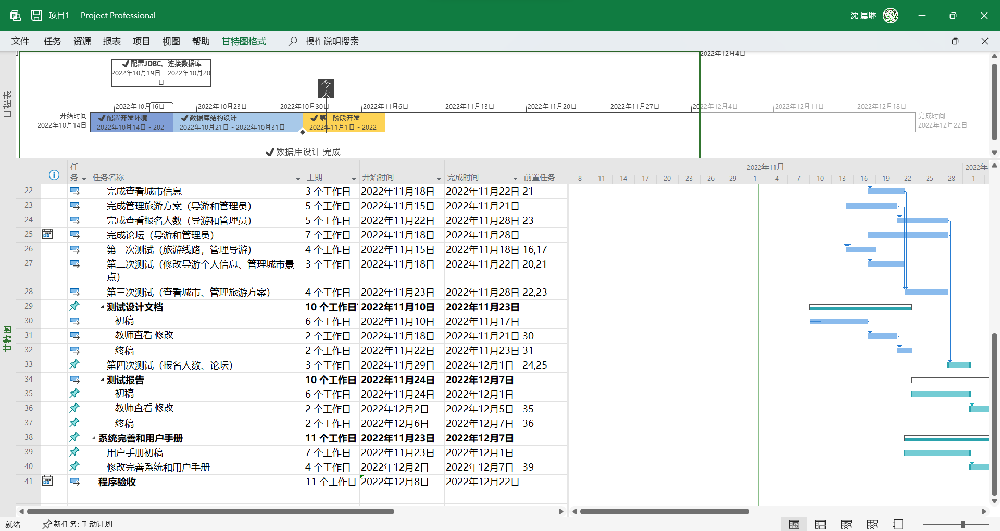 项目1 - Project Professional
沈 晨琳
文件 任务 资源 报表 项目 视图 帮助 甘特图格式 操作说明搜索
2022年12月4日
配置JDBC，连接数据库
2022年10月19日 - 2022年10月20
日
今
天
日程表
2022年10月16日 2022年10月23日 2022年10月30日 2022年11月6日 2022年11月13日 2022年11月20日 2022年11月27日 2022年12月4日 2022年12月11日 2022年12月18日
开始时间
2022年10月14日
配置开发环境
2022年10月14日 - 202
数据库结构设计
2022年10月21日 - 2022年10月31日
第一阶段开发
2022年11月1日 - 2022
完成时间
2022年12月22日
数据库设计 完成
任
务
任务名称 工期 开始时间 完成时间 前置任务
2022年11月 2022年
8 11 14 17 20 23 26 29 1 4 7 10 13 16 19 22 25 28 1
甘特图
22 完成查看城市信息 3 个工作日 2022年11月18日 2022年11月22日 21
23 完成管理旅游方案（导游和管理员） 5 个工作日 2022年11月15日 2022年11月21日
24 完成查看报名人数（导游和管理员） 5 个工作日 2022年11月22日 2022年11月28日 23
25 完成论坛（导游和管理员） 7 个工作日 2022年11月18日 2022年11月28日
26 第一次测试（旅游线路，管理导游） 4 个工作日 2022年11月15日 2022年11月18日 16,17
27 第二次测试（修改导游个人信息、管理城市景 3 个工作日 2022年11月18日 2022年11月22日 20,21
点）
28 第三次测试（查看城市、管理旅游方案） 4 个工作日 2022年11月23日 2022年11月28日 22,23
29 测试设计文档 10 个工作日? 2022年11月10日 2022年11月23日
30 初稿 6 个工作日 2022年11月10日 2022年11月17日
31 教师查看 修改 2 个工作日 2022年11月18日 2022年11月21日 30
32 终稿 2 个工作日 2022年11月22日 2022年11月23日 31
33 第四次测试（报名人数、论坛） 3 个工作日 2022年11月29日 2022年12月1日 24,25
34 测试报告 10 个工作日 2022年11月24日 2022年12月7日
35 初稿 6 个工作日 2022年11月24日 2022年12月1日
36 教师查看 修改 2 个工作日 2022年12月2日 2022年12月5日 35
37 终稿 2 个工作日 2022年12月6日 2022年12月7日 36
38 系统完善和用户手册 11 个工作日 2022年11月23日 2022年12月7日
39 用户手册初稿 7 个工作日 2022年11月23日 2022年12月1日
40 修改完善系统和用户手册 4 个工作日 2022年12月2日 2022年12月7日 39
41 程序验收 11 个工作日 2022年12月8日 2022年12月22日
就绪 新任务: 手动计划